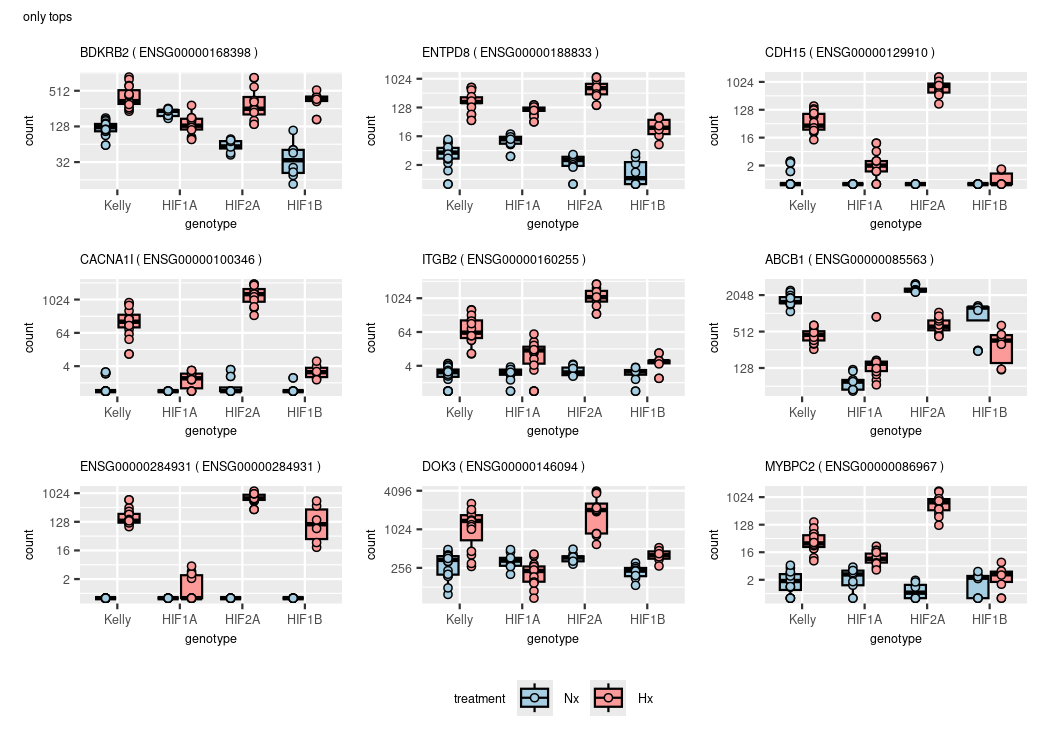 only tops
BDKRB2 ( ENSG00000168398 )
count
512
128
32
Kelly HIF1A HIF2A HIF1B
genotype
ENTPD8 ( ENSG00000188833 )
count
1024
128
16
2
Kelly HIF1A HIF2A HIF1B
genotype
CDH15 ( ENSG00000129910 )
count
1024
128
16
2
Kelly HIF1A HIF2A HIF1B
genotype
CACNA1I ( ENSG00000100346 )
count
1024
64
4
Kelly HIF1A HIF2A HIF1B
genotype
ITGB2 ( ENSG00000160255 )
count
1024
64
4
Kelly HIF1A HIF2A HIF1B
genotype
ABCB1 ( ENSG00000085563 )
count
2048
512
128
Kelly HIF1A HIF2A HIF1B
genotype
ENSG00000284931 ( ENSG00000284931 )
count
1024
128
16
2
Kelly HIF1A HIF2A HIF1B
genotype
DOK3 ( ENSG00000146094 )
count
4096
1024
256
Kelly HIF1A HIF2A HIF1B
genotype
MYBPC2 ( ENSG00000086967 )
count
1024
128
16
2
Kelly HIF1A HIF2A HIF1B
genotype
treatment Nx Hx